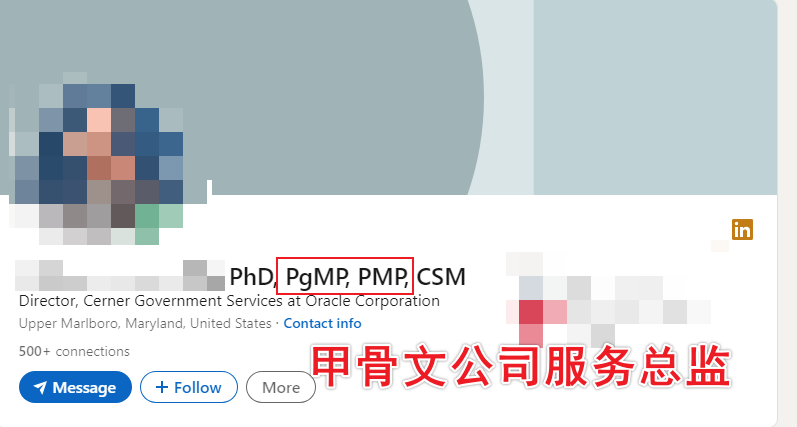 in
PhD, PgMP, PMP, CSM
Director, Cerner Government Services at Oracle Corporation
Upper Marlboro, Maryland, United States · Contact info
500+ connections
甲骨文公司服务总监
Message
+ Follow
More